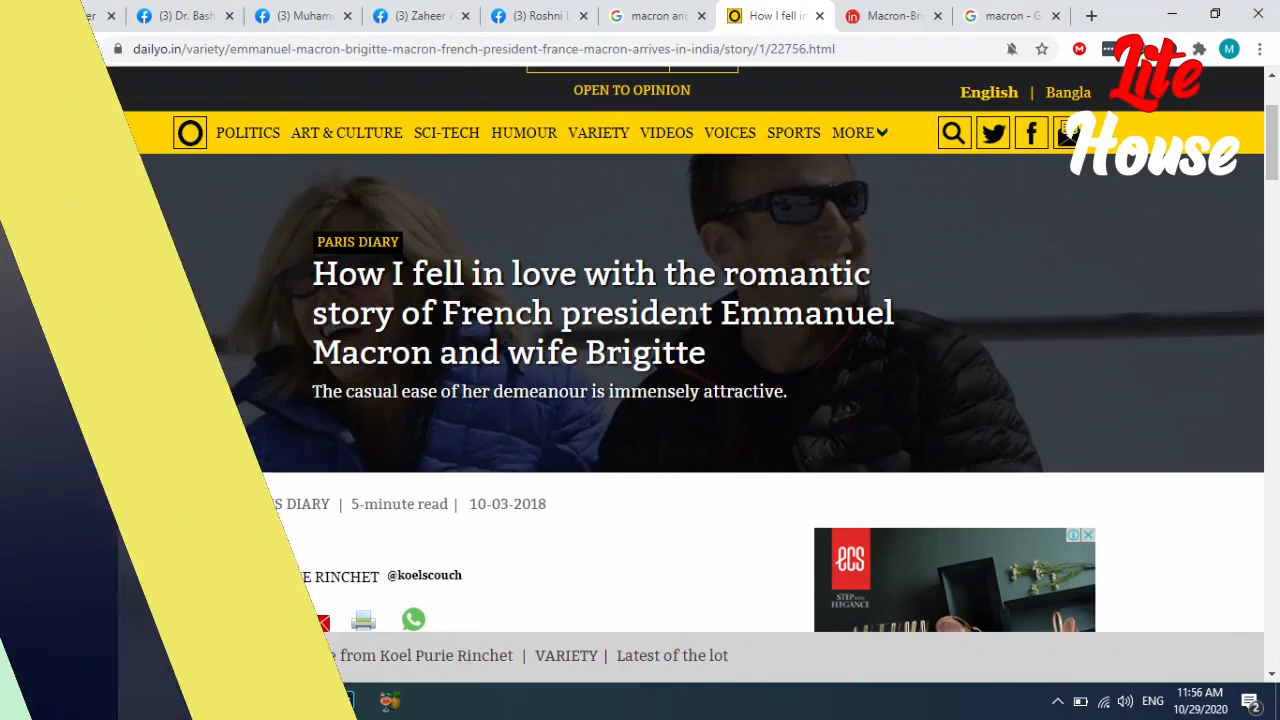 (3) Dr. Bash
(3) Muhamm
(3) Zaheer A
(3) Roshni L
macron and
How I fell in
Macron-Bri
macron - G
dailyo.in/variety/emmanuel-macron-brigitte-macron-french-president-france-macron-arrives-in-india/story/1/22756.html
M
Lite
House
OPEN TO OPINION
English | Bangla
POLITICS ART & CULTURE SCI-TECH HUMOUR VARIETY VIDEOS VOICES SPORTS MORE
PARIS DIARY
How I fell in love with the romantic
story of French president Emmanuel
Macron and wife Brigitte
The casual ease of her demeanour is immensely attractive.
S DIARY | 5-minute read | 10-03-2018
E RINCHET @koelscouch
ecs
STEP into
ELEGANCE
e from Koel Purie Rinchet | VARIETY | Latest of the lot
ENG
11:56 AM
10/29/2020
2